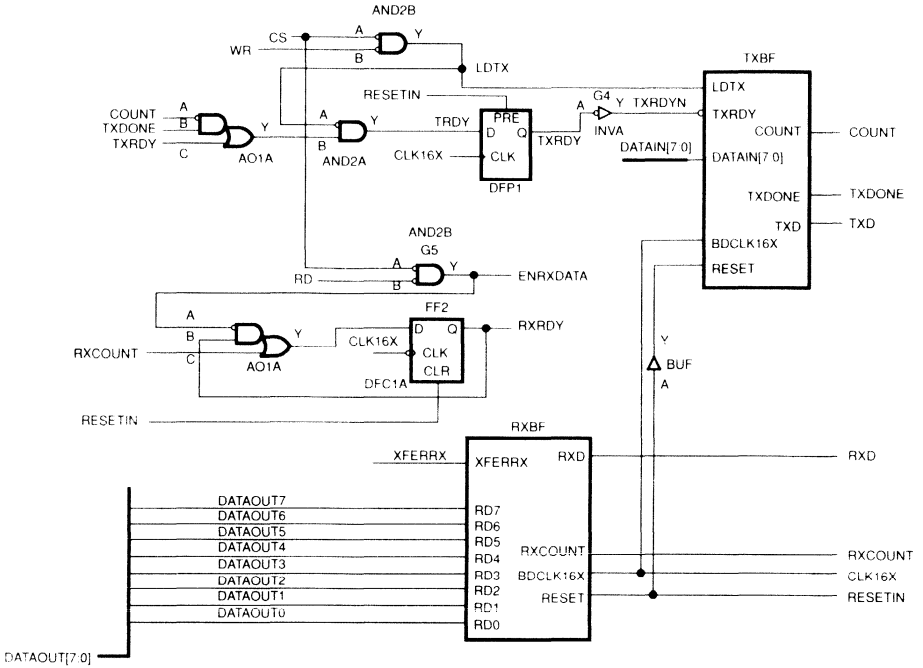 AND2B
CS
A
Y
WR
B
TXBF
LDTX
LDTX
RESETIN
G4
A
Y
TXRDYN
TXRDY
INVA
COUNT
A
TXDONE
B
TXRDY
C
Y
AO1A
A
Y
B
AND2A
TRDY
PRE
D
Q
TXRDY
CLK16X
CLK
DFP1
COUNT
COUNT
DATAIN[7:0]
DATAIN[7:0]
TXDONE
TXDONE
TXD
TXD
AND2B
G5
BDCLK16X
A
Y
RD
B
ENRXDATA
RESET
FF2
A
B
Y
D
Q
RXRDY
CLK16X
RXCOUNT
C
AO1A
CLK
CLR
DFC1A
Y
BUF
A
RESETIN
RXBF
XFERRX
XFERRX
RXD
RXD
DATAOUT7
RD7
DATAOUT6
RD6
DATAOUT5
RD5
DATAOUT4
RD4
RXCOUNT
RXCOUNT
DATAOUT3
RD3
BDCLK16X
CLK16X
DATAOUT2
RD2
RESET
RESETIN
DATAOUT1
RD1
DATAOUT0
RD0
DATAOUT[7:0]